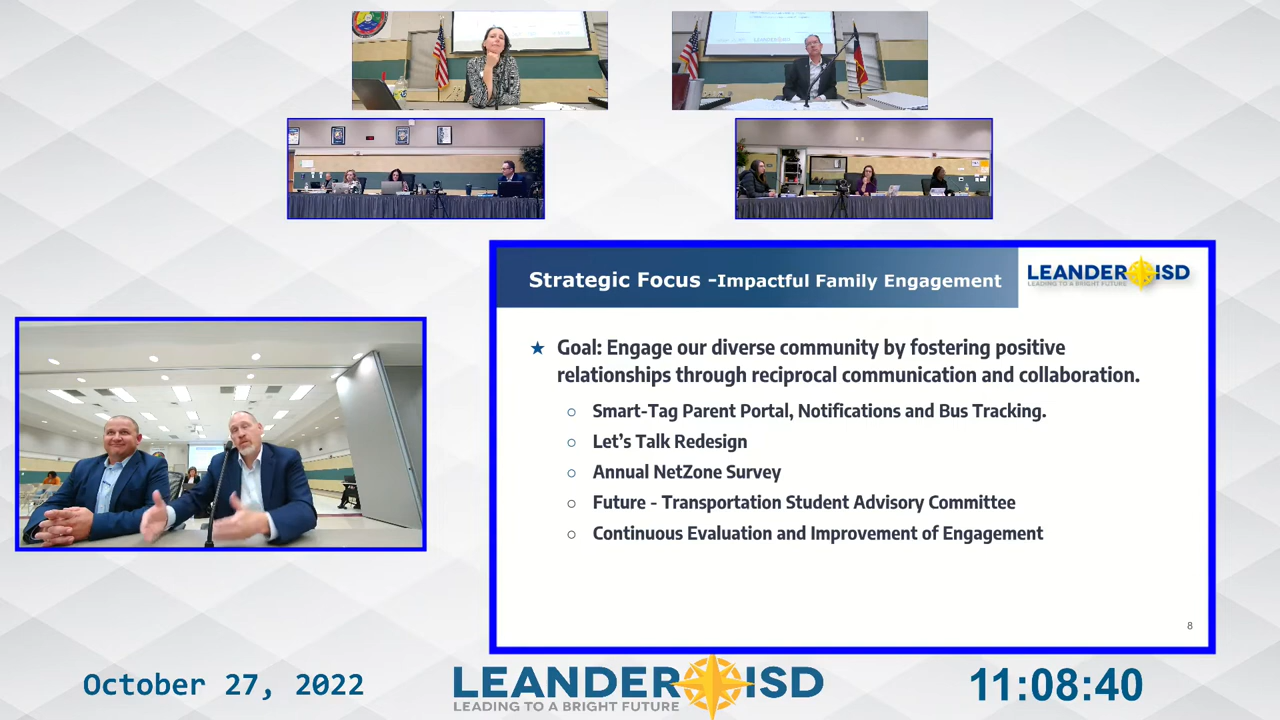 Strategic Focus -Impactful Family Engagement
LEANDER ISD
LEADING TO A BRIGHT FUTURE
★ Goal: Engage our diverse community by fostering positive
relationships through reciprocal communication and collaboration.
○ Smart-Tag Parent Portal, Notifications and Bus Tracking.
○ Let's Talk Redesign
○ Annual NetZone Survey
○ Future - Transportation Student Advisory Committee
○ Continuous Evaluation and Improvement of Engagement
8
October 27, 2022
LEANDER ISD
LEADING TO A BRIGHT FUTURE
11:08:40